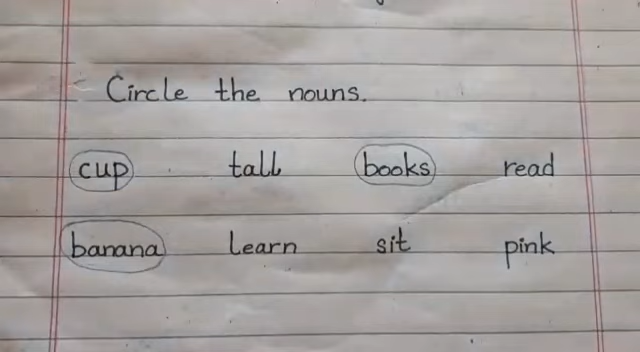 Circle the nouns.
cup tall books read
banana learn sit pink